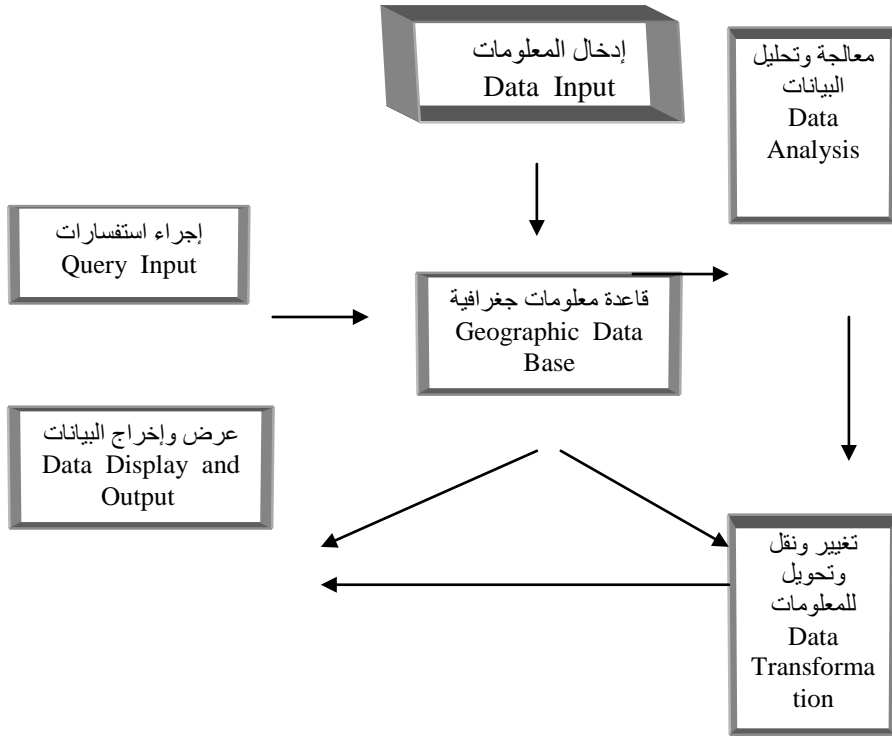 إدخال المعلومات
Data Input
معالجة وتحليل
البيانات
Data
Analysis
إجراء استفسارات
Query Input
قاعدة معلومات جغرافية
Geographic Data
Base
عرض وإخراج البيانات
Data Display and
Output
تغيير ونقل
وتحويل
للمعلومات
Data
Transforma
tion